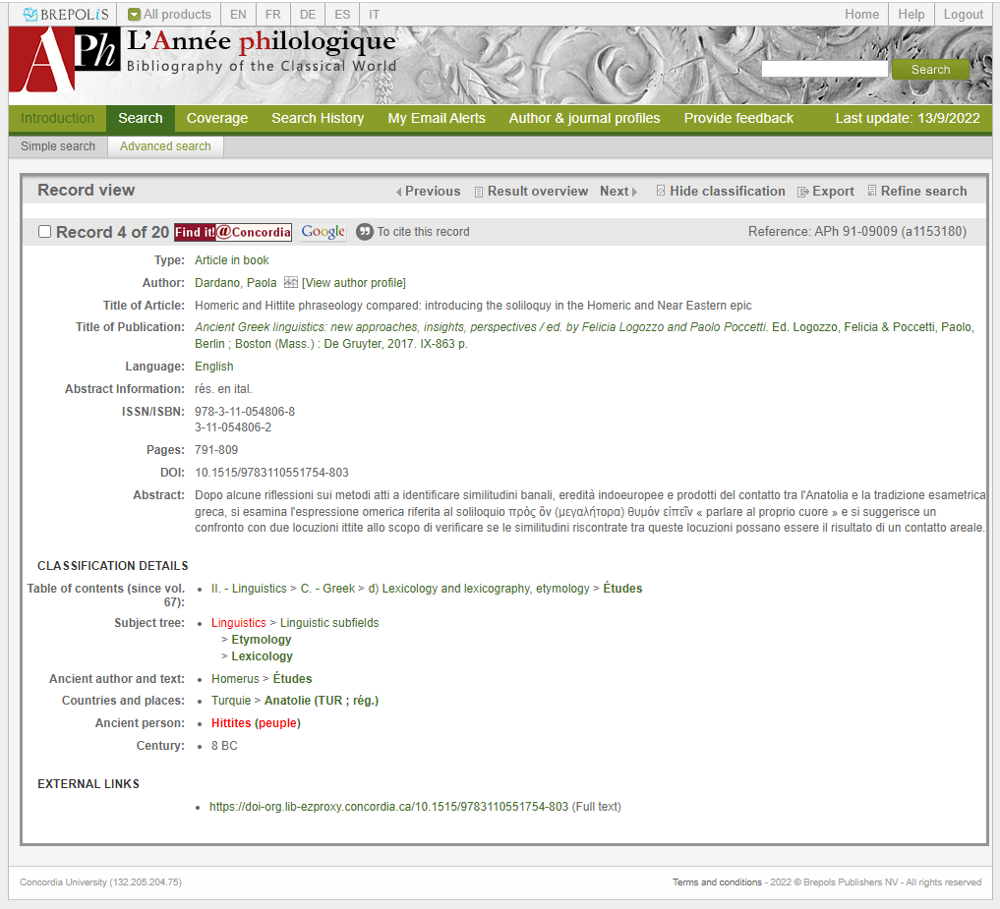 BREPOLiS All products EN FR DE ES IT Home Help Logout
APh L'Année philologique
Bibliography of the Classical World
Search
Introduction Search Coverage Search History My Email Alerts Author & journal profiles Provide feedback Last update: 13/9/2022
Simple search Advanced search
Record view Previous Result overview Next Hide classification Export Refine search
Record 4 of 20 Find it!@Concordia Google To cite this record Reference: APh 91-09009 (a1153180)
Type: Article in book
Author: Dardano, Paola [View author profile]
Title of Article: Homeric and Hittite phraseology compared: introducing the soliloquy in the Homeric and Near Eastern epic
Title of Publication: Ancient Greek linguistics: new approaches, insights, perspectives / ed. by Felicia Logozzo and Paolo Poccetti. Ed. Logozzo, Felicia & Poccetti, Paolo,
Berlin ; Boston (Mass.) : De Gruyter, 2017. IX-863 p.
Language: English
Abstract Information: rés. en ital.
ISSN/ISBN: 978-3-11-054806-8
3-11-054806-2
Pages: 791-809
DOI: 10.1515/9783110551754-803
Abstract: Dopo alcune riflessioni sui metodi atti a identificare similitudini banali, eredità indoeuropee e prodotti del contatto tra l'Anatolia e la tradizione esametrica
greca, si esamina l'espressione omerica riferita al soliloquio πρὸς ὃν (μεγαλήτορα) θυμόν εἰπεῖν « parlare al proprio cuore » e si suggerisce un
confronto con due locuzioni ittite allo scopo di verificare se le similitudini riscontrate tra queste locuzioni possano essere il risultato di un contatto areale.
CLASSIFICATION DETAILS
Table of contents (since vol. 67): • II. - Linguistics > C. - Greek > d) Lexicology and lexicography, etymology > Études
Subject tree: • Linguistics > Linguistic subfields
> Etymology
> Lexicology
Ancient author and text: • Homerus > Études
Countries and places: • Turquie > Anatolie (TUR ; rég.)
Ancient person: • Hittites (peuple)
Century: • 8 BC
EXTERNAL LINKS
• https://doi-org.lib-ezproxy.concordia.ca/10.1515/9783110551754-803 (Full text)
Concordia University (132.205.204.75) Terms and conditions - 2022 © Brepols Publishers NV - All rights reserved